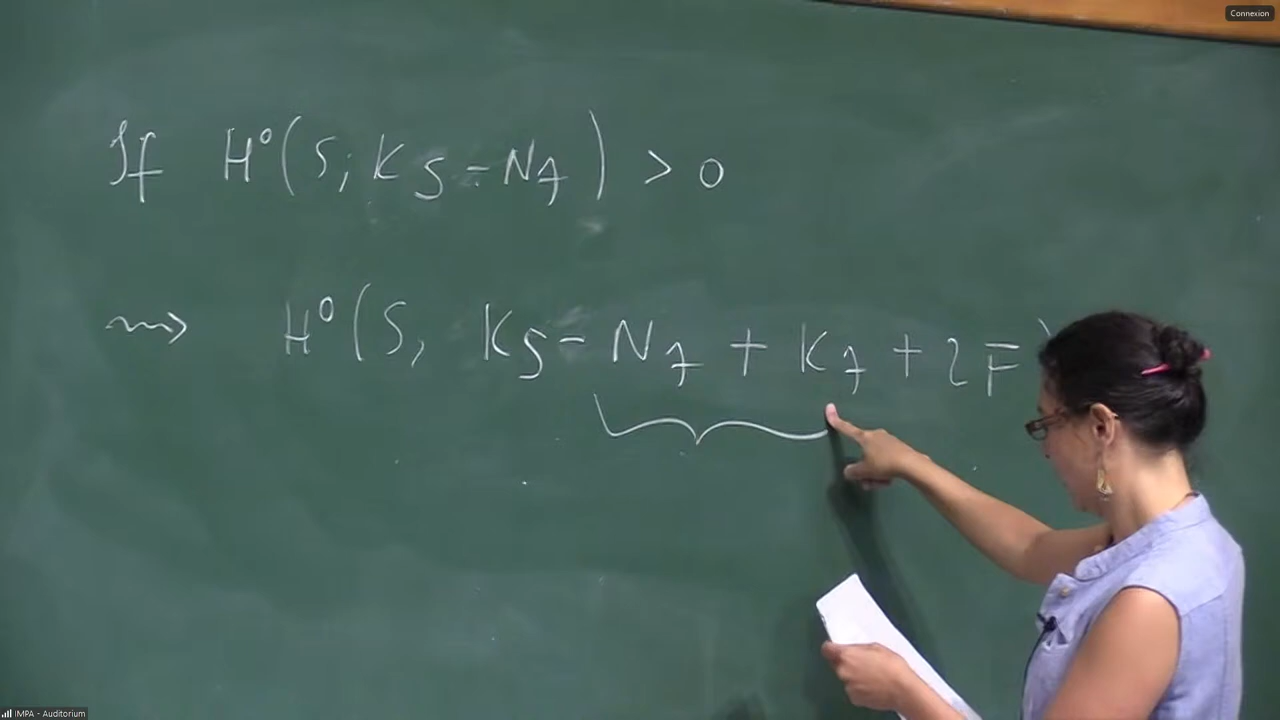 Connexion
If H⁰(S; K_S - N_F) > 0
⇝ H⁰(S, K_S - N_F + K_F + 2F)
IMPA - Auditorium